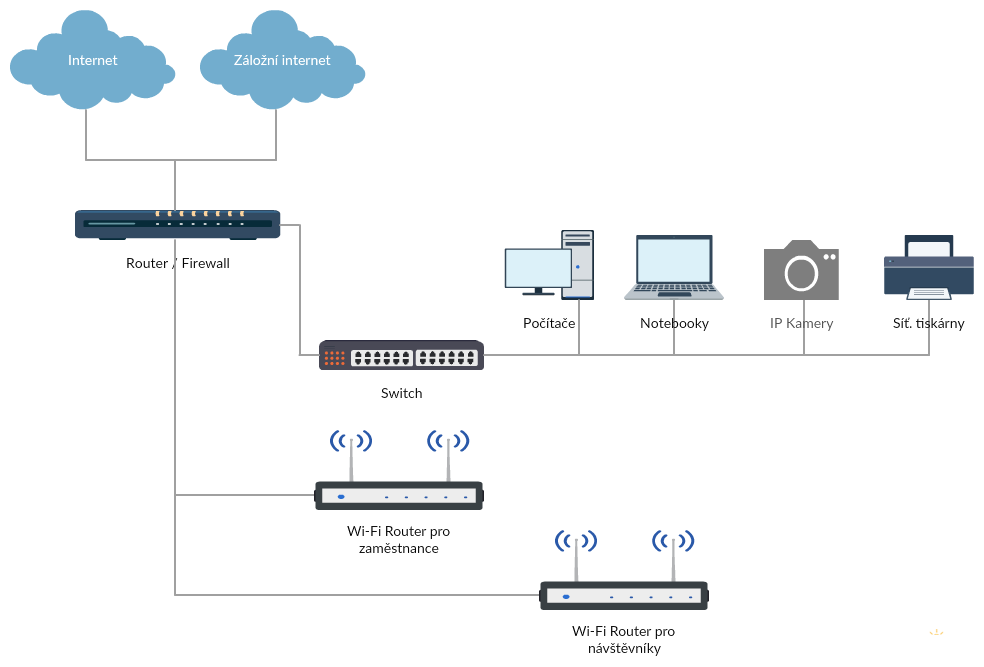 Internet
Záložní internet
Router / Firewall
Počítače
Notebooky
IP Kamery
Síť. tiskárny
Switch
Wi-Fi Router pro
zaměstnance
Wi-Fi Router pro
návštěvníky